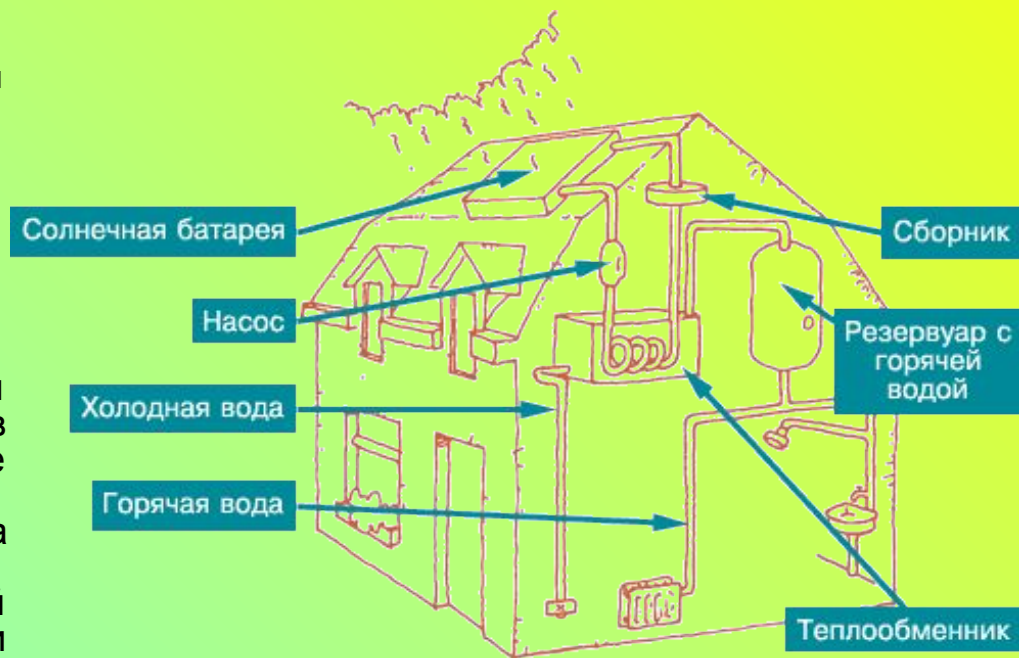 Солнечная батарея
Сборник
Насос
Резервуар с
горячей
водой
Холодная вода
в
е
Горячая вода
а
Теплообменник
и